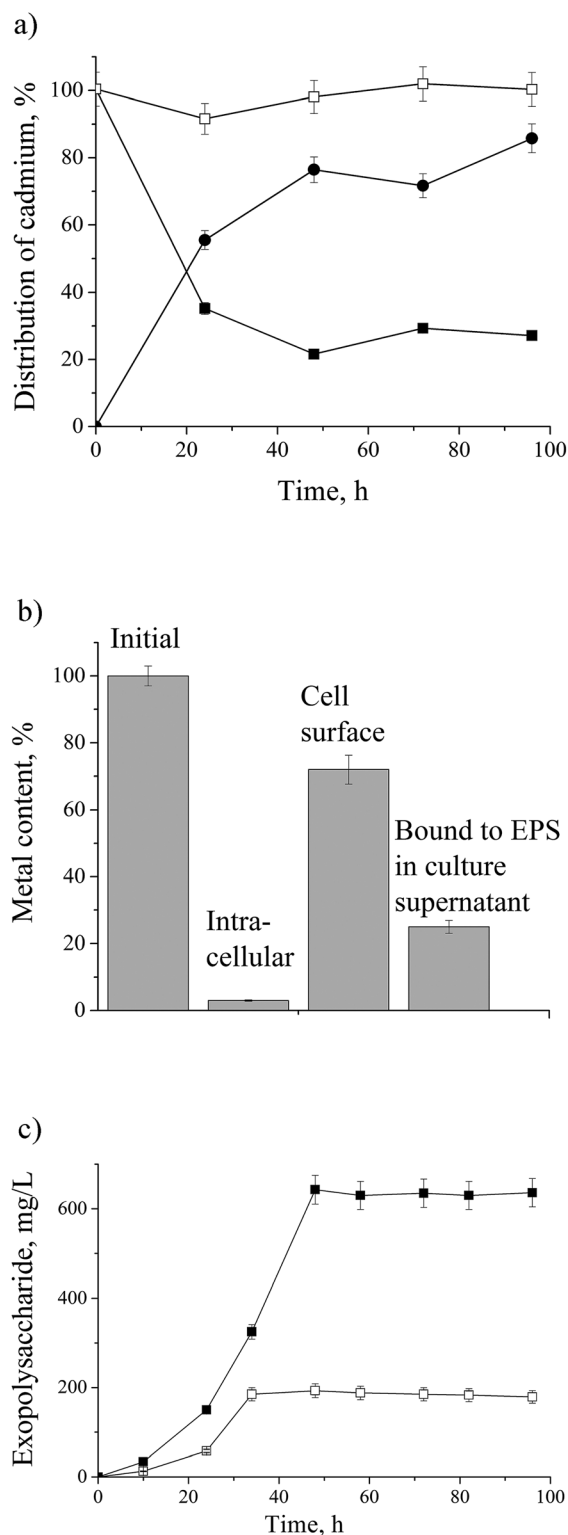 a)
Distribution of cadmium, %
100
80
60
40
20
0
0 20 40 60 80 100
Time, h
b)
Metal content, %
100
80
60
40
20
0
Initial
Intra-
cellular
Cell
surface
Bound to EPS
in culture
supernatant
c)
Exopolysaccharide, mg/L
600
400
200
0
0 20 40 60 80 100
Time, h